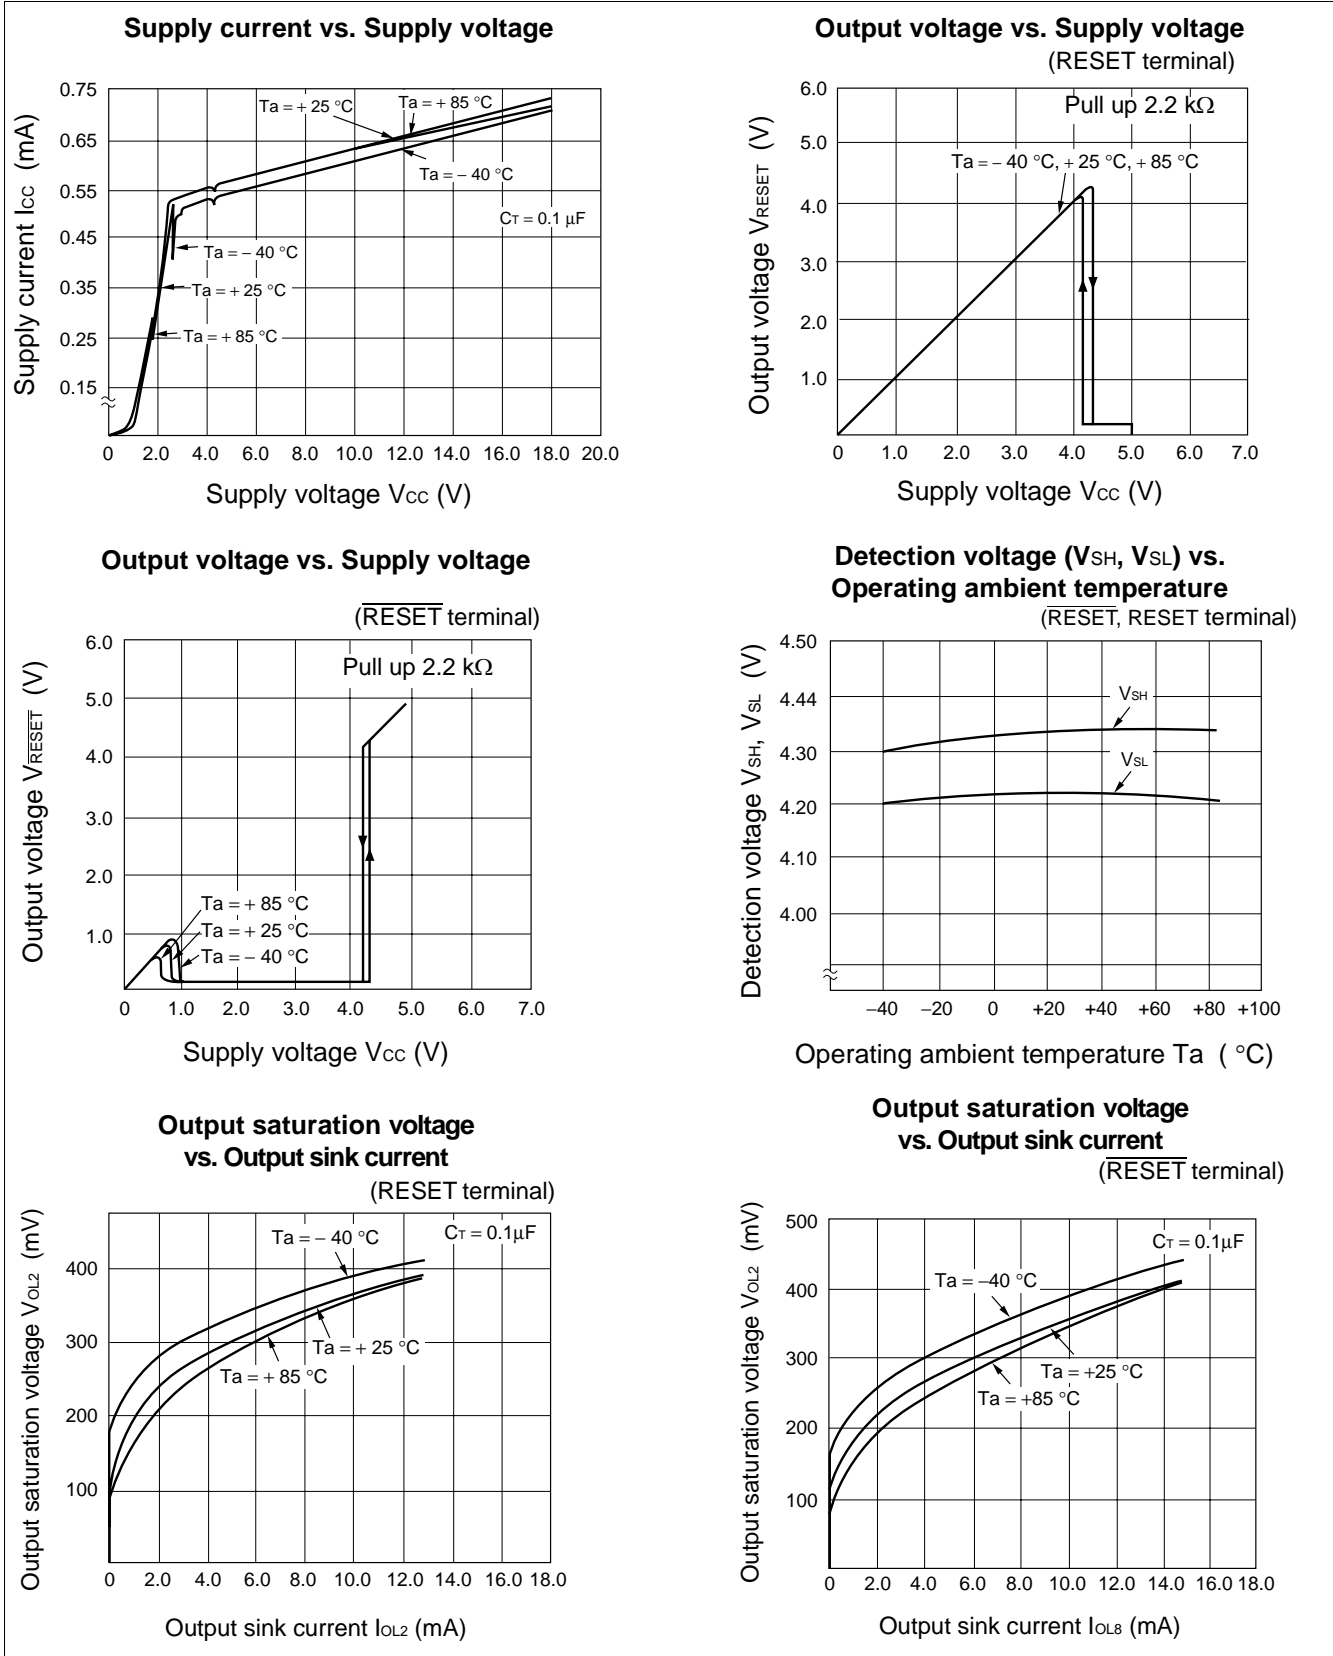 Supply current vs. Supply voltage
Supply current ICC (mA)
0.75
0.65
0.55
0.45
0.35
0.25
0.15
Ta = + 25 °C
Ta = + 85 °C
Ta = – 40 °C
CT = 0.1 µF
Ta = – 40 °C
Ta = + 25 °C
Ta = + 85 °C
0 2.0 4.0 6.0 8.0 10.0 12.0 14.0 16.0 18.0 20.0
Supply voltage VCC (V)
Output voltage vs. Supply voltage
(RESET terminal)
Output voltage VRESET (V)
6.0
5.0
4.0
3.0
2.0
1.0
Pull up 2.2 kΩ
Ta = – 40 °C, + 25 °C, + 85 °C
0 1.0 2.0 3.0 4.0 5.0 6.0 7.0
Supply voltage VCC (V)
Output voltage vs. Supply voltage
(R̅E̅S̅E̅T̅ terminal)
Output voltage VR̅E̅S̅E̅T̅ (V)
6.0
5.0
4.0
3.0
2.0
1.0
Pull up 2.2 kΩ
Ta = + 85 °C
Ta = + 25 °C
Ta = – 40 °C
0 1.0 2.0 3.0 4.0 5.0 6.0 7.0
Supply voltage VCC (V)
Detection voltage (VSH, VSL) vs.
Operating ambient temperature
(R̅E̅S̅E̅T̅, RESET terminal)
Detection voltage VSH, VSL (V)
4.50
4.44
4.30
4.20
4.10
4.00
VSH
VSL
–40 –20 0 +20 +40 +60 +80 +100
Operating ambient temperature Ta ( °C)
Output saturation voltage
vs. Output sink current
(RESET terminal)
Output saturation voltage VOL2 (mV)
400
300
200
100
Ta = – 40 °C
CT = 0.1µF
Ta = + 25 °C
Ta = + 85 °C
0 2.0 4.0 6.0 8.0 10.0 12.0 14.0 16.0 18.0
Output sink current IOL2 (mA)
Output saturation voltage
vs. Output sink current
(R̅E̅S̅E̅T̅ terminal)
Output saturation voltage VOL2 (mV)
500
400
300
200
100
CT = 0.1µF
Ta = –40 °C
Ta = +25 °C
Ta = +85 °C
0 2.0 4.0 6.0 8.0 10.0 12.0 14.0 16.0 18.0
Output sink current IOL8 (mA)